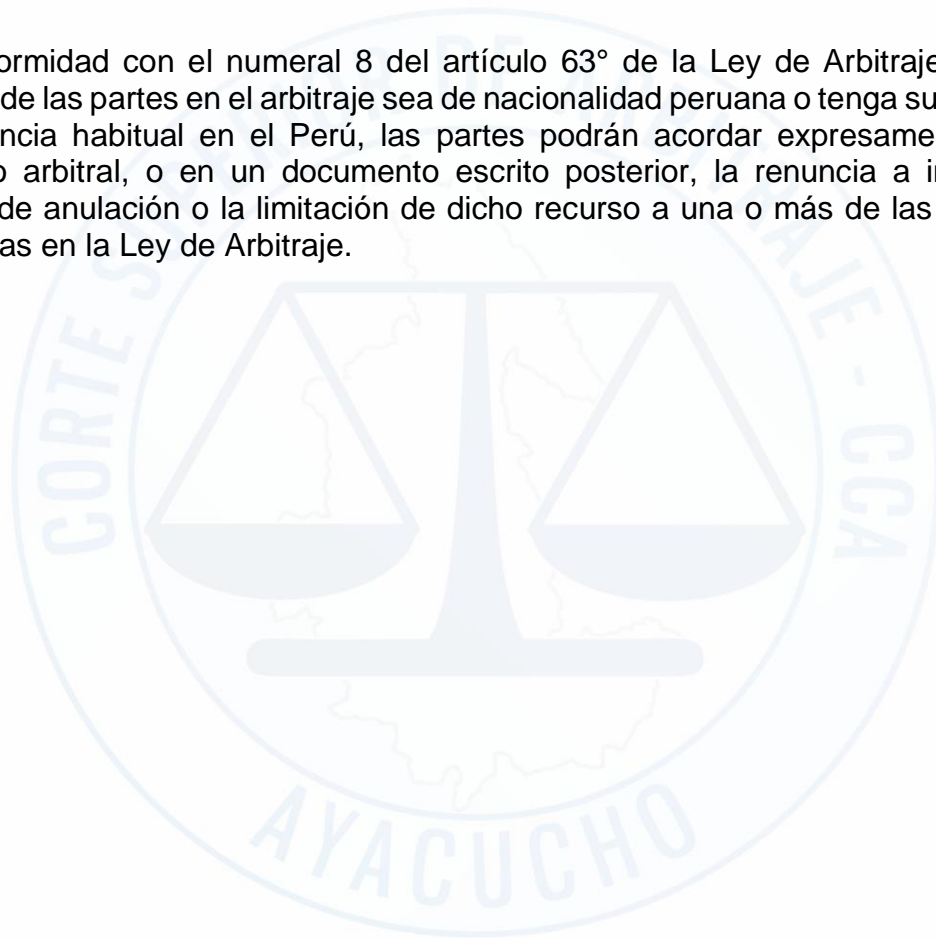 ormidad con el numeral 8 del artículo 63° de la Ley de Arbitraje
de las partes en el arbitraje sea de nacionalidad peruana o tenga su
ncia habitual en el Perú, las partes podrán acordar expresame
o arbitral, o en un documento escrito posterior, la renuncia a i
de anulación o la limitación de dicho recurso a una o más de las
as en la Ley de Arbitraje.
CORTE SUPERIOR DE ARBITRAJE - CCA
AYACUCHO